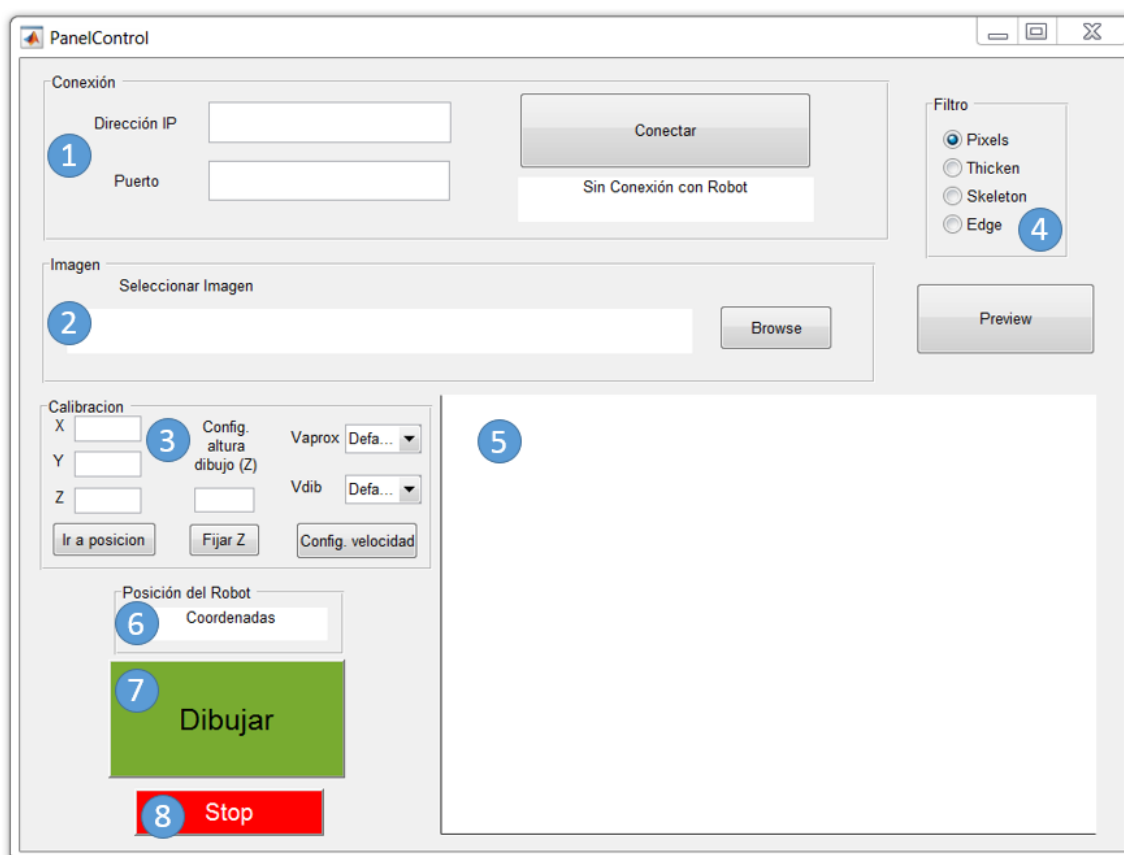 PanelControl
Conexión
Dirección IP
Conectar
1
Puerto
Sin Conexión con Robot
Filtro
Pixels
Thicken
Skeleton
Edge
4
Imagen
Seleccionar Imagen
2
Browse
Preview
Calibracion
X
Y
Z
3
Config.
altura
dibujo (Z)
Vaprox Defa...
Vdib Defa...
Ir a posicion
Fijar Z
Config. velocidad
5
Posición del Robot
6
Coordenadas
7
Dibujar
8
Stop